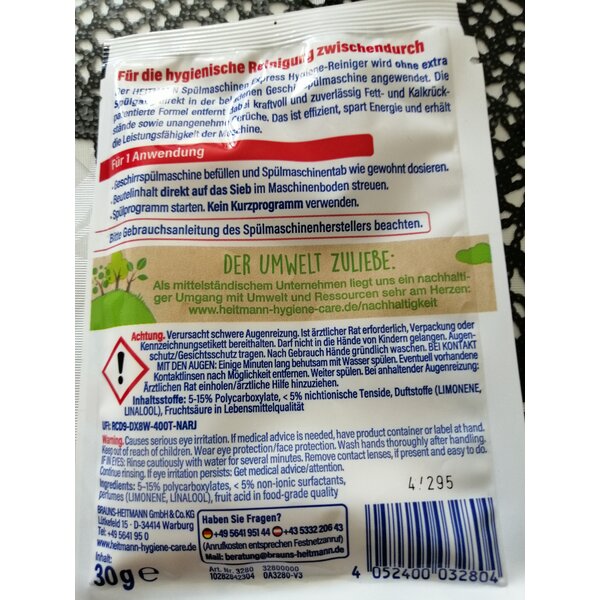 Für die hygienische Reinigung zwischendurch
Der HEITMANN Spülmaschinen Express Hygiene-Reiniger wird ohne extra
Spülgang direkt in der beladenen Geschirrspülmaschine angewendet. Die
patentierte Formel entfernt dabei kraftvoll und zuverlässig Fett- und Kalkrück-
stände sowie unangenehme Gerüche. Das ist effizient, spart Energie und erhält
die Leistungsfähigkeit der Maschine.
Für 1 Anwendung
Geschirrspülmaschine befüllen und Spülmaschinentab wie gewohnt dosieren.
Beutelinhalt direkt auf das Sieb im Maschinenboden streuen.
Spülprogramm starten. Kein Kurzprogramm verwenden.
Bitte Gebrauchsanleitung des Spülmaschinenherstellers beachten.
DER UMWELT ZULIEBE:
Als mittelständisches Unternehmen liegt uns ein nachhalti-
ger Umgang mit Umwelt und Ressourcen sehr am Herzen:
www.heitmann-hygiene-care.de/nachhaltigkeit
Achtung. Verursacht schwere Augenreizung. Ist ärztlicher Rat erforderlich, Verpackung oder
Kennzeichnungsetikett bereithalten. Darf nicht in die Hände von Kindern gelangen. Augen-
schutz/Gesichtsschutz tragen. Nach Gebrauch Hände gründlich waschen. BEI KONTAKT
MIT DEN AUGEN: Einige Minuten lang behutsam mit Wasser spülen. Eventuell vorhandene
Kontaktlinsen nach Möglichkeit entfernen. Weiter spülen. Bei anhaltender Augenreizung:
Ärztlichen Rat einholen/ärztliche Hilfe hinzuziehen.
Inhaltsstoffe: 5-15% Polycarboxylate, < 5% nichtionische Tenside, Duftstoffe (LIMONENE,
LINALOOL), Fruchtsäure in Lebensmittelqualität
UFI: RCD9-DX8W-400T-NARJ
Warning. Causes serious eye irritation. If medical advice is needed, have product container or label at hand.
Keep out of reach of children. Wear eye protection/face protection. Wash hands thoroughly after handling.
IF IN EYES: Rinse cautiously with water for several minutes. Remove contact lenses, if present and easy to do.
Continue rinsing. If eye irritation persists: Get medical advice/attention.
Ingredients: 5-15% polycarboxylates, < 5% non-ionic surfactants,
perfumes (LIMONENE, LINALOOL), fruit acid in food-grade quality
4/295
BRAUNS-HEITMANN GmbH & Co. KG
Lütkefeld 15 - D-34414 Warburg
Tel: +49 5641 95 0
www.heitmann-hygiene-care.de
Inhalt:
30g e
Haben Sie Fragen?
+49 5641 95 144 +43 5332 206 43
(Anrufkosten entsprechen Festnetztarif)
Mail: beratung@brauns-heitmann.de
Art. Nr. 3280 32800000
10282842304 0A3280-V3
4 052400 032804